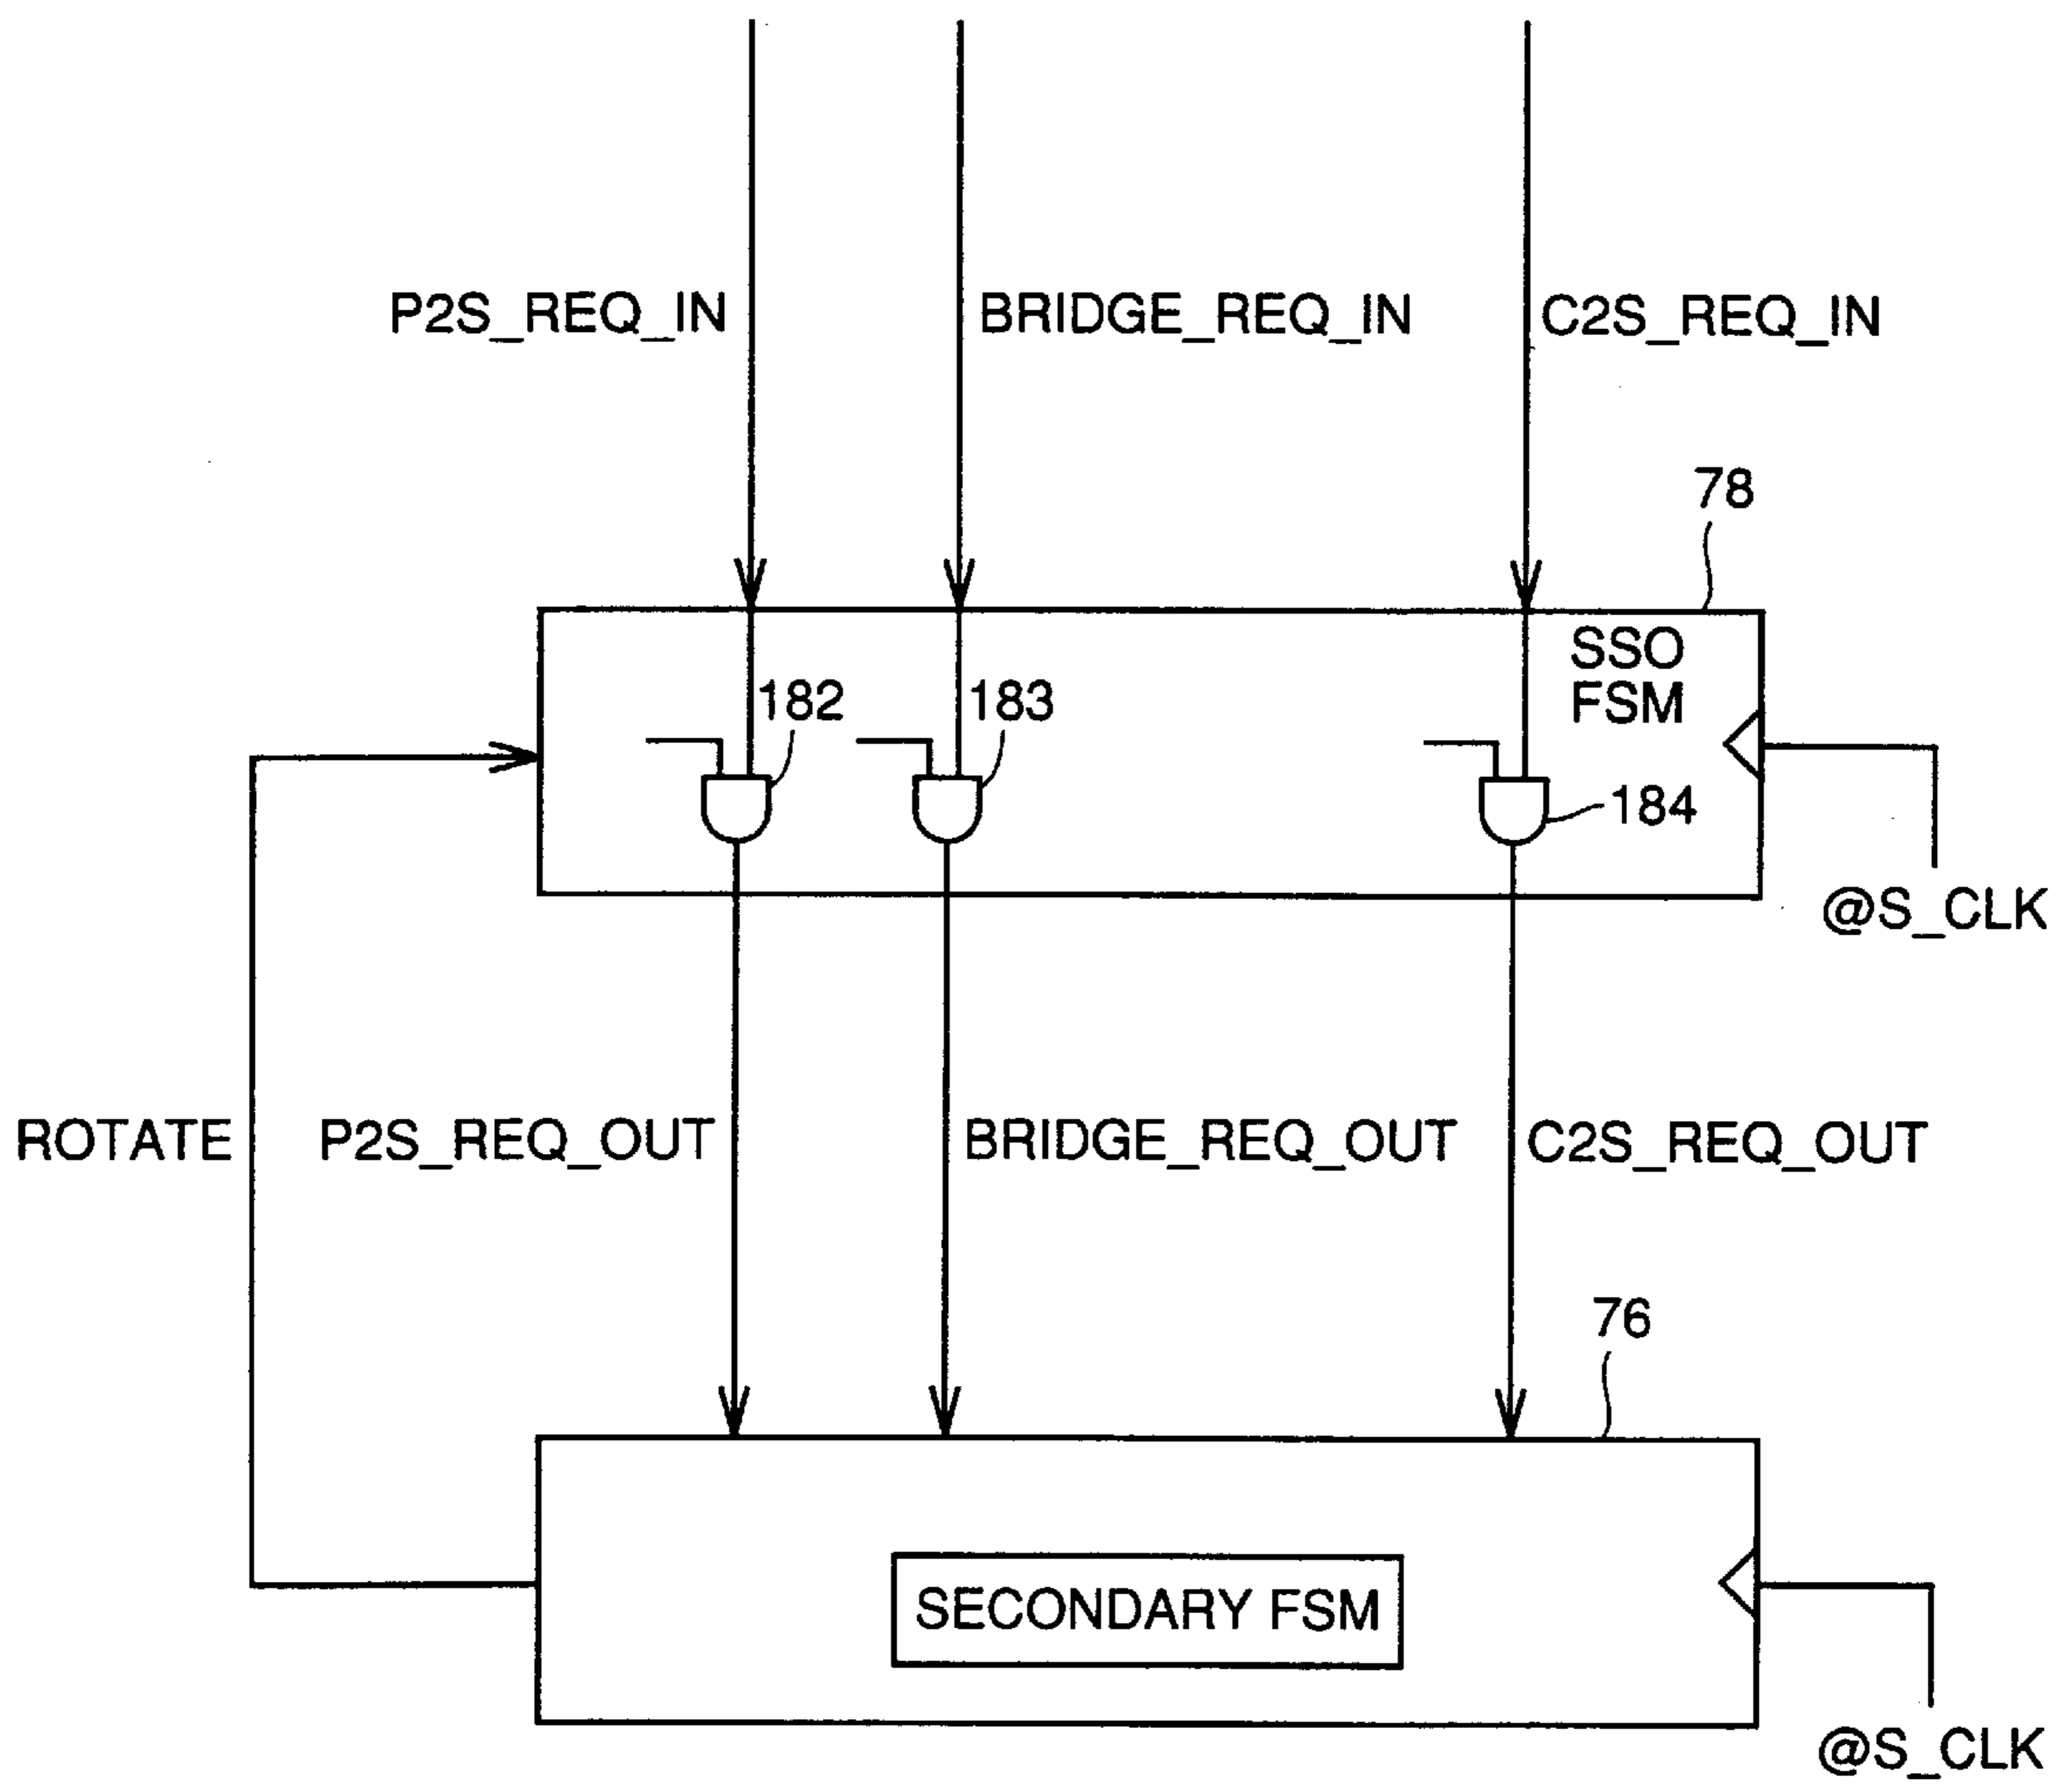 P2S_REQ_IN
BRIDGE_REQ_IN
C2S_REQ_IN
78
SSO
FSM
182
183
184
@S_CLK
ROTATE
P2S_REQ_OUT
BRIDGE_REQ_OUT
C2S_REQ_OUT
76
SECONDARY FSM
@S_CLK